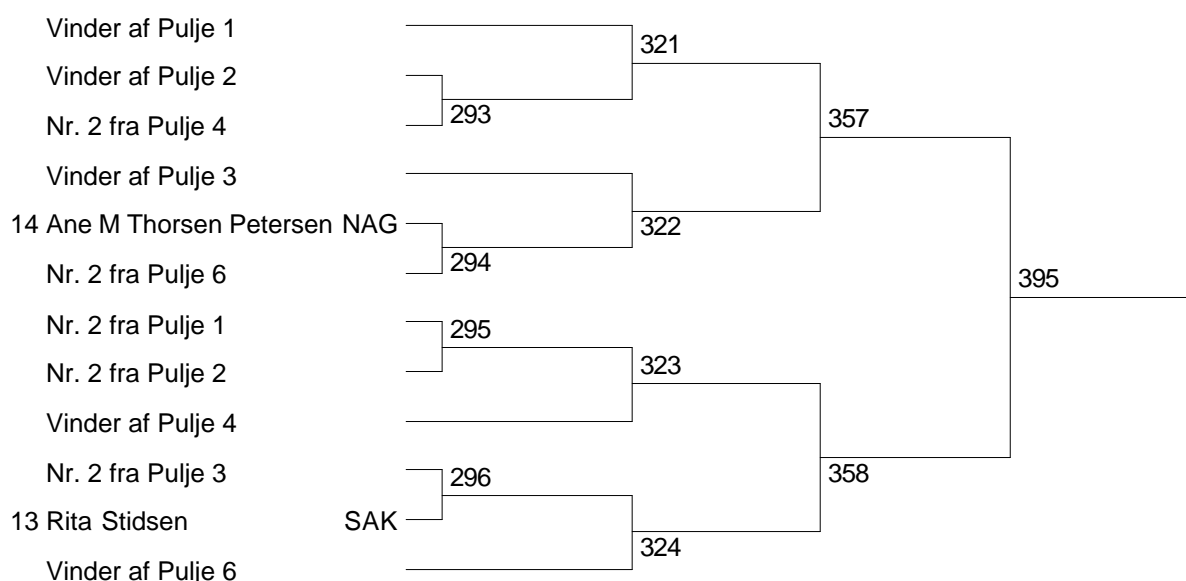 Vinder af Pulje 1
321
Vinder af Pulje 2
293
357
Nr. 2 fra Pulje 4
Vinder af Pulje 3
14 Ane M Thorsen Petersen NAG
322
294
Nr. 2 fra Pulje 6
395
Nr. 2 fra Pulje 1
295
Nr. 2 fra Pulje 2
323
Vinder af Pulje 4
Nr. 2 fra Pulje 3
296
358
13 Rita Stidsen SAK
324
Vinder af Pulje 6